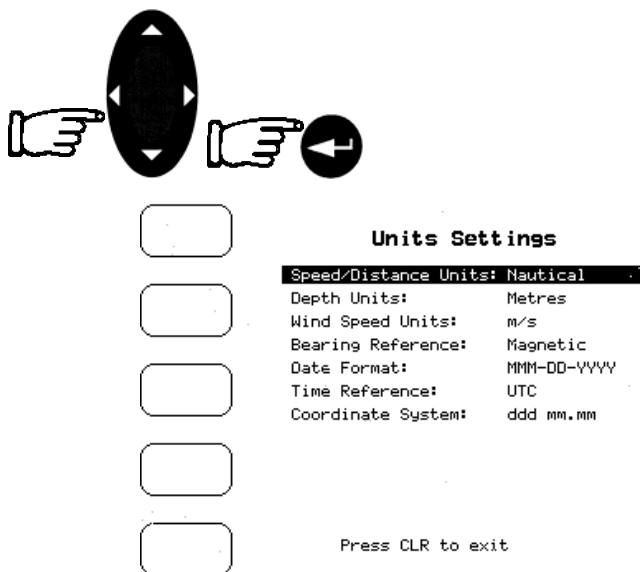 Units Settings
Speed/Distance Units: Nautical
Depth Units: Metres
Wind Speed Units: m/s
Bearing Reference: Magnetic
Date Format: MMM-DD-YYYY
Time Reference: UTC
Coordinate System: ddd mm.mm
Press CLR to exit